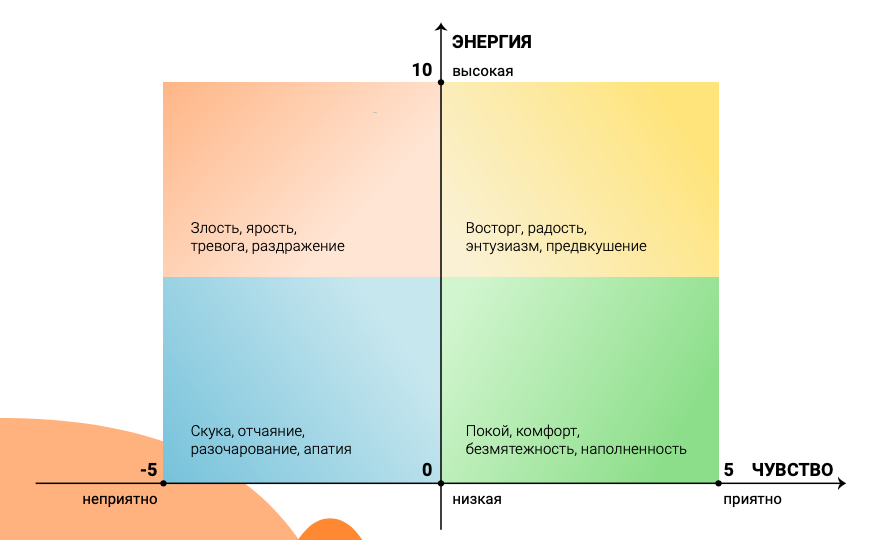 ЭНЕРГИЯ
10 высокая
Злость, ярость,
тревога, раздражение
Восторг, радость,
энтузиазм, предвкушение
Скука, отчаяние,
разочарование, апатия
Покой, комфорт,
безмятежность, наполненность
-5 0 5 ЧУВСТВО
неприятно низкая приятно